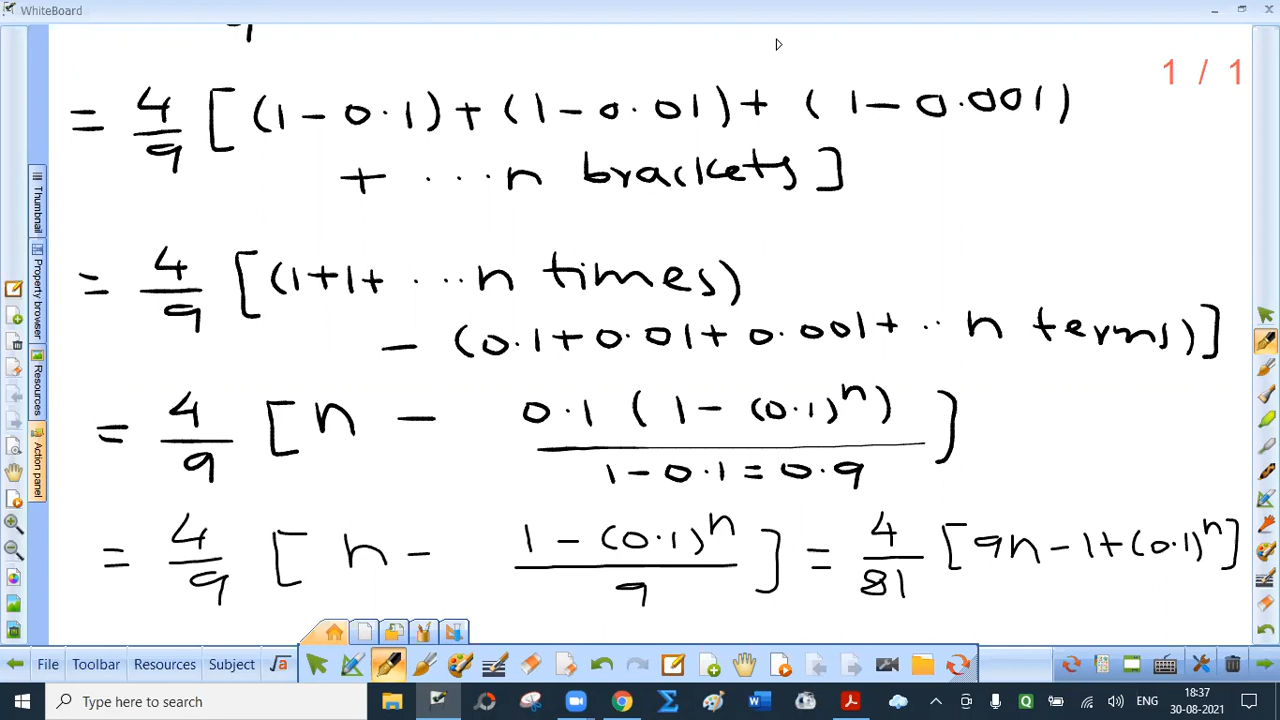 WhiteBoard
9
1 / 1
= 4/9 [(1-0.1)+(1-0.01)+(1-0.001)
+ ...n brackets]
= 4/9 [(1+1+ ...n times)
- (0.1+0.01+0.001+ ..n terms)]
= 4/9 [n - 0.1(1-(0.1)^n) / 1-0.1=0.9]
= 4/9 [n - 1-(0.1)^n / 9] = 4/81 [9n-1+(0.1)^n]
Thumbnail
Property browser
Resources
Action panel
File Toolbar Resources Subject √a
Type here to search
ENG
18:37
30-08-2021